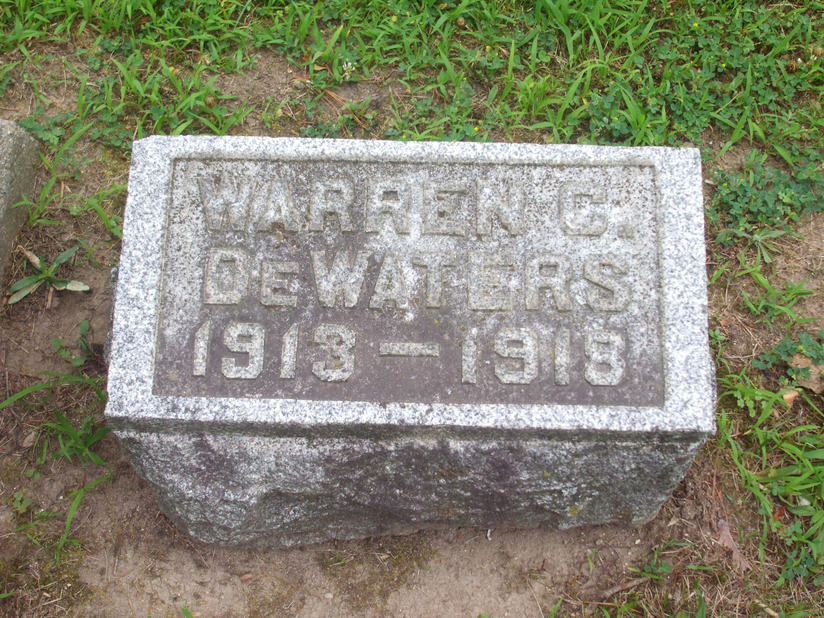 WARREN C.
DeWATERS
1913 – 1918